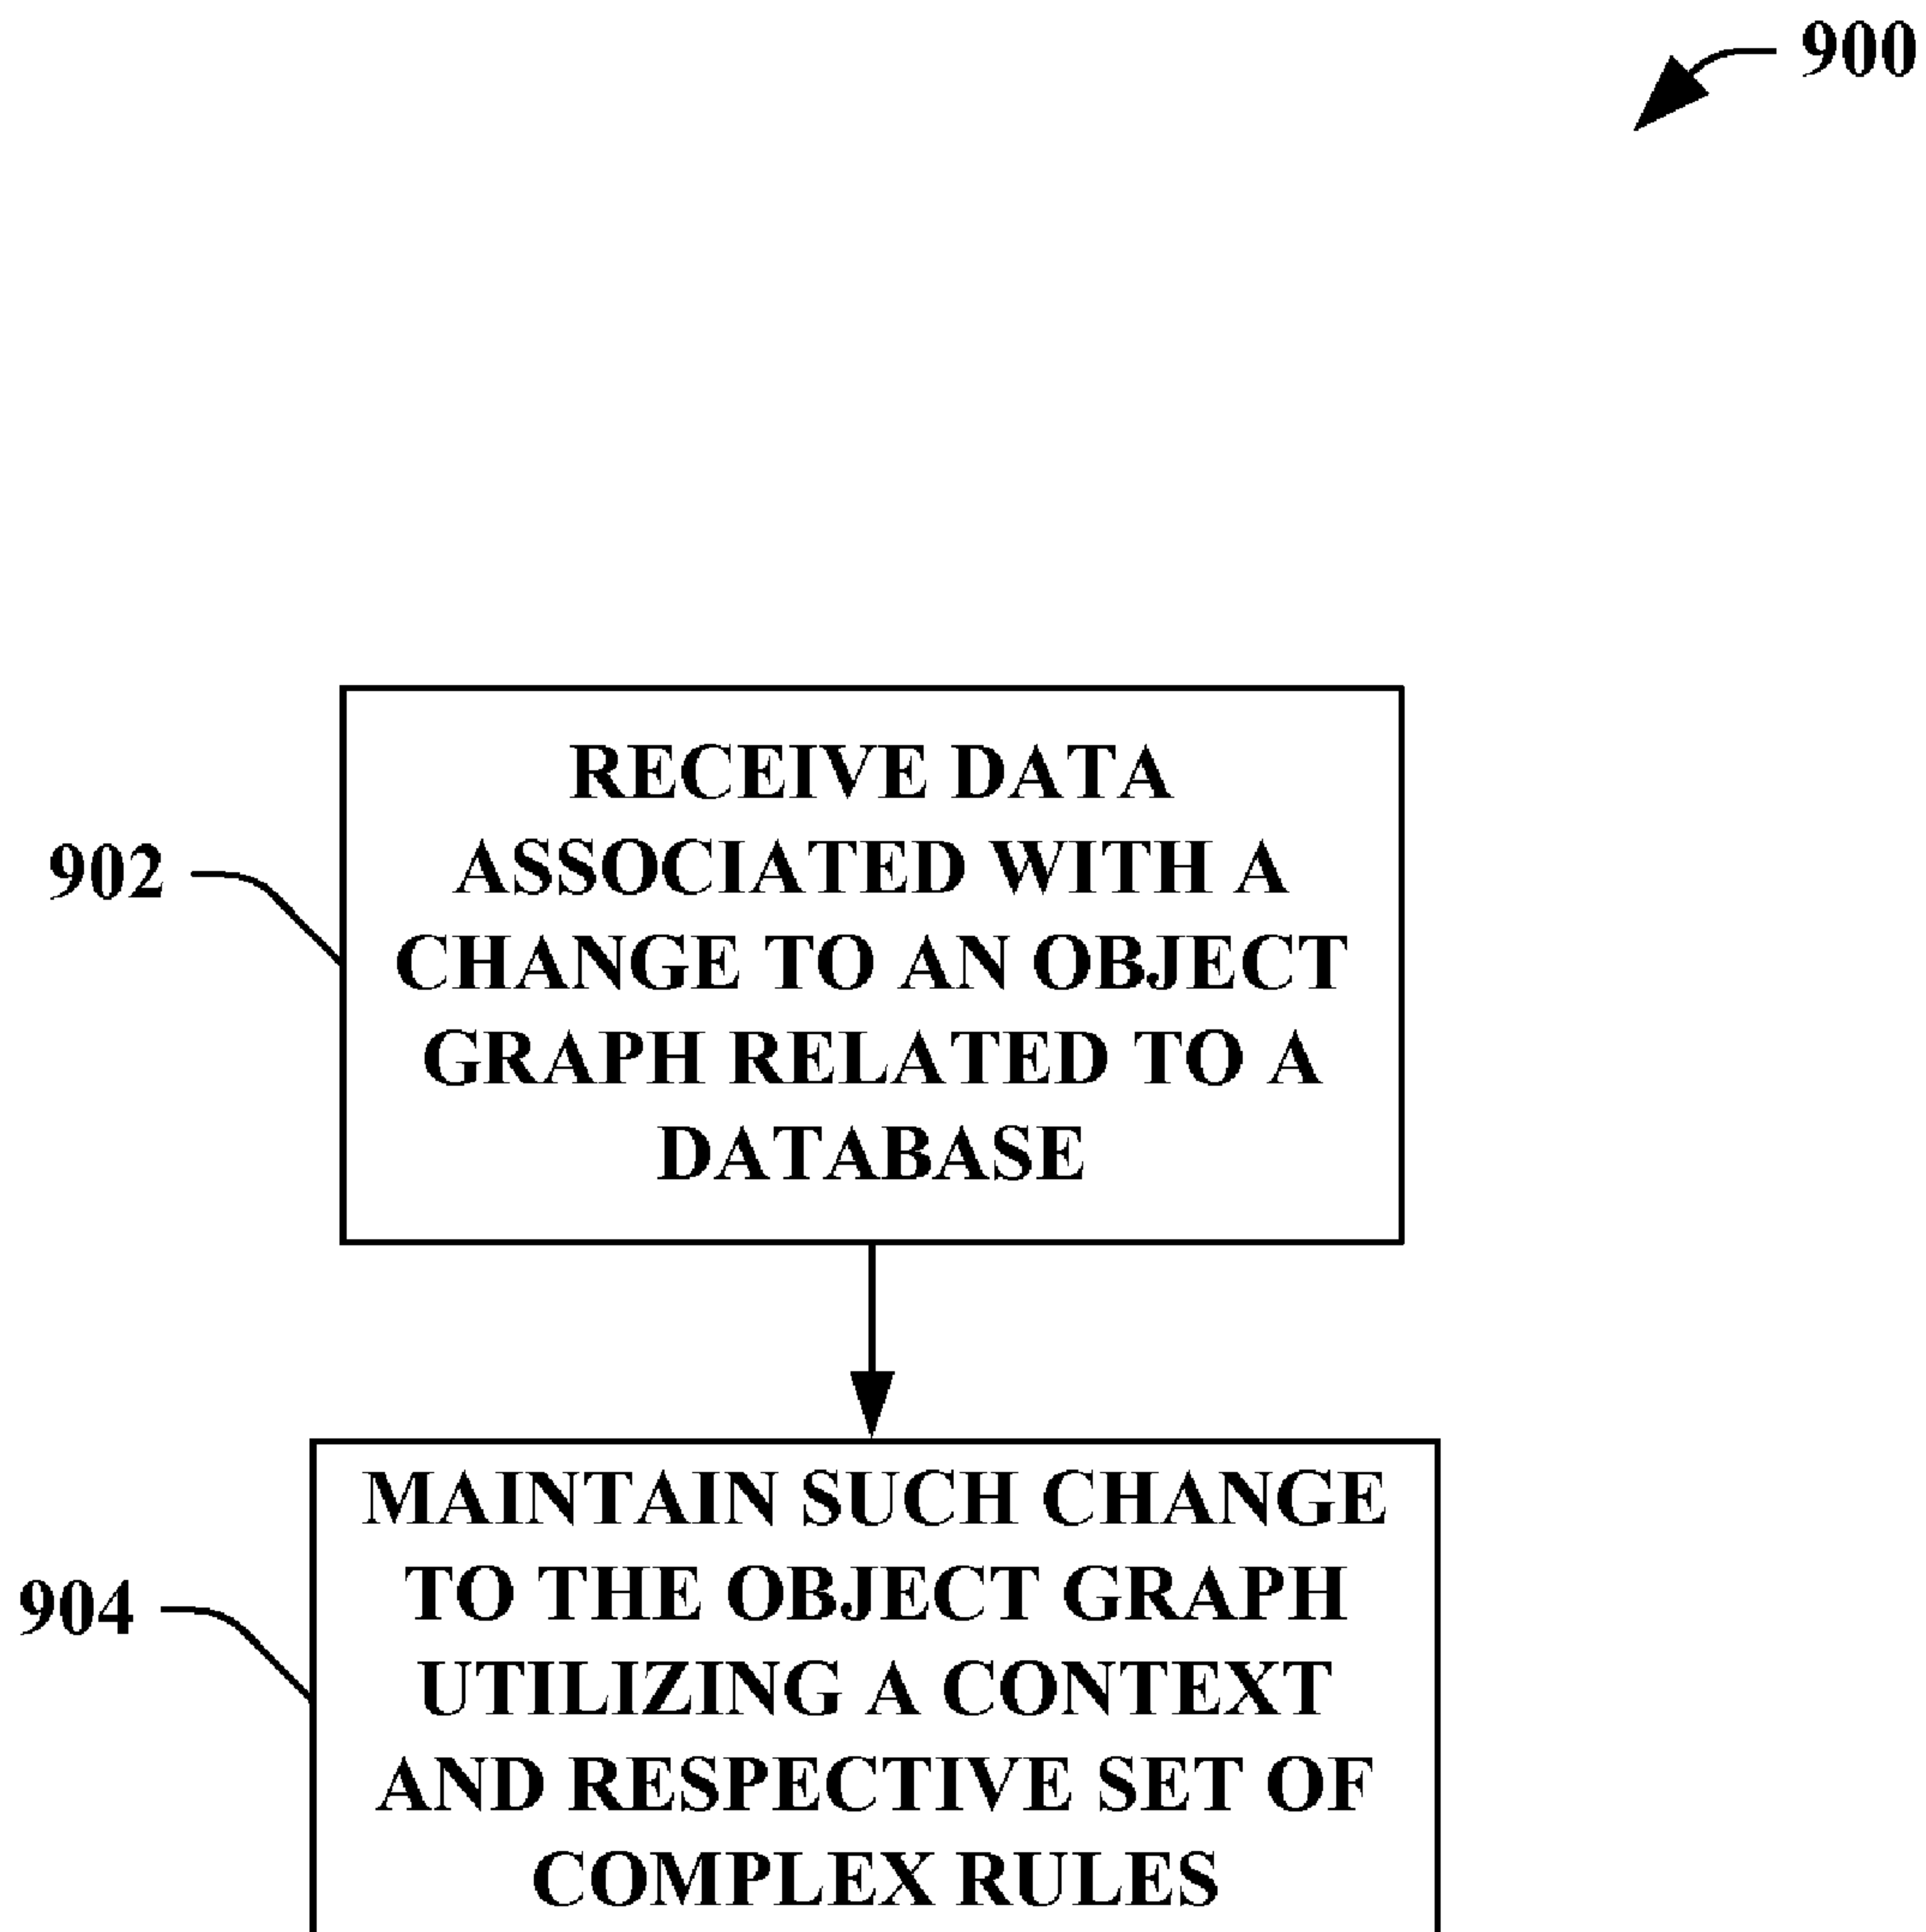 900
RECEIVE DATA
ASSOCIATED WITH A
CHANGE TO AN OBJECT
GRAPH RELATED TO A
DATABASE
902
MAINTAIN SUCH CHANGE
TO THE OBJECT GRAPH
UTILIZING A CONTEXT
AND RESPECTIVE SET OF
COMPLEX RULES
904